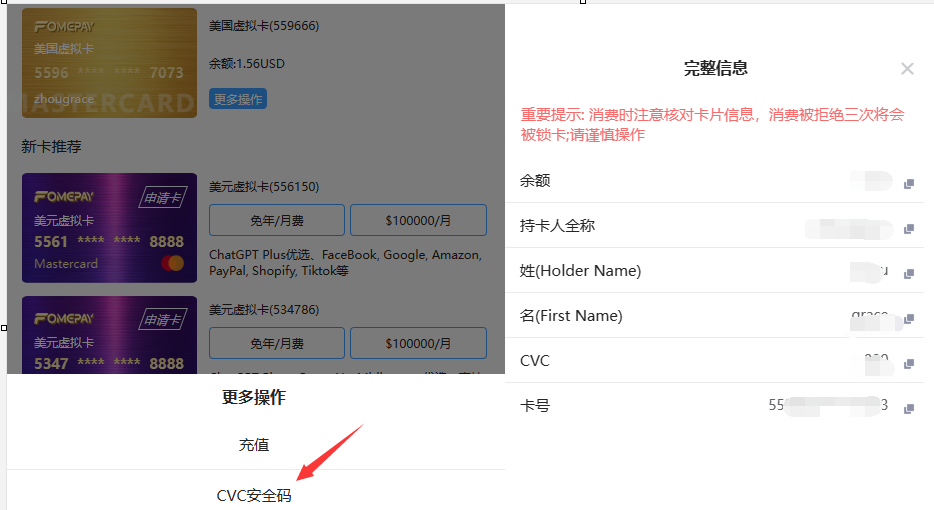 FOMEPAY
美国虚拟卡
5596 **** **** 7073
zhougrace
MASTERCARD
美国虚拟卡(559666)
余额:1.56USD
更多操作
新卡推荐
FOMEPAY
申请卡
美元虚拟卡
5561 **** **** 8888
Mastercard
美元虚拟卡(556150)
免年/月费
$100000/月
ChatGPT Plus优选、FaceBook, Google, Amazon,
PayPal, Shopify, Tiktok等
FOMEPAY
申请卡
美元虚拟卡
5347 **** **** 8888
美元虚拟卡(534786)
免年/月费
$100000/月
更多操作
充值
CVC安全码
完整信息
重要提示: 消费时注意核对卡片信息，消费被拒绝三次将会
被锁卡;请谨慎操作
余额
持卡人全称
姓(Holder Name)
名(First Name)
CVC
卡号